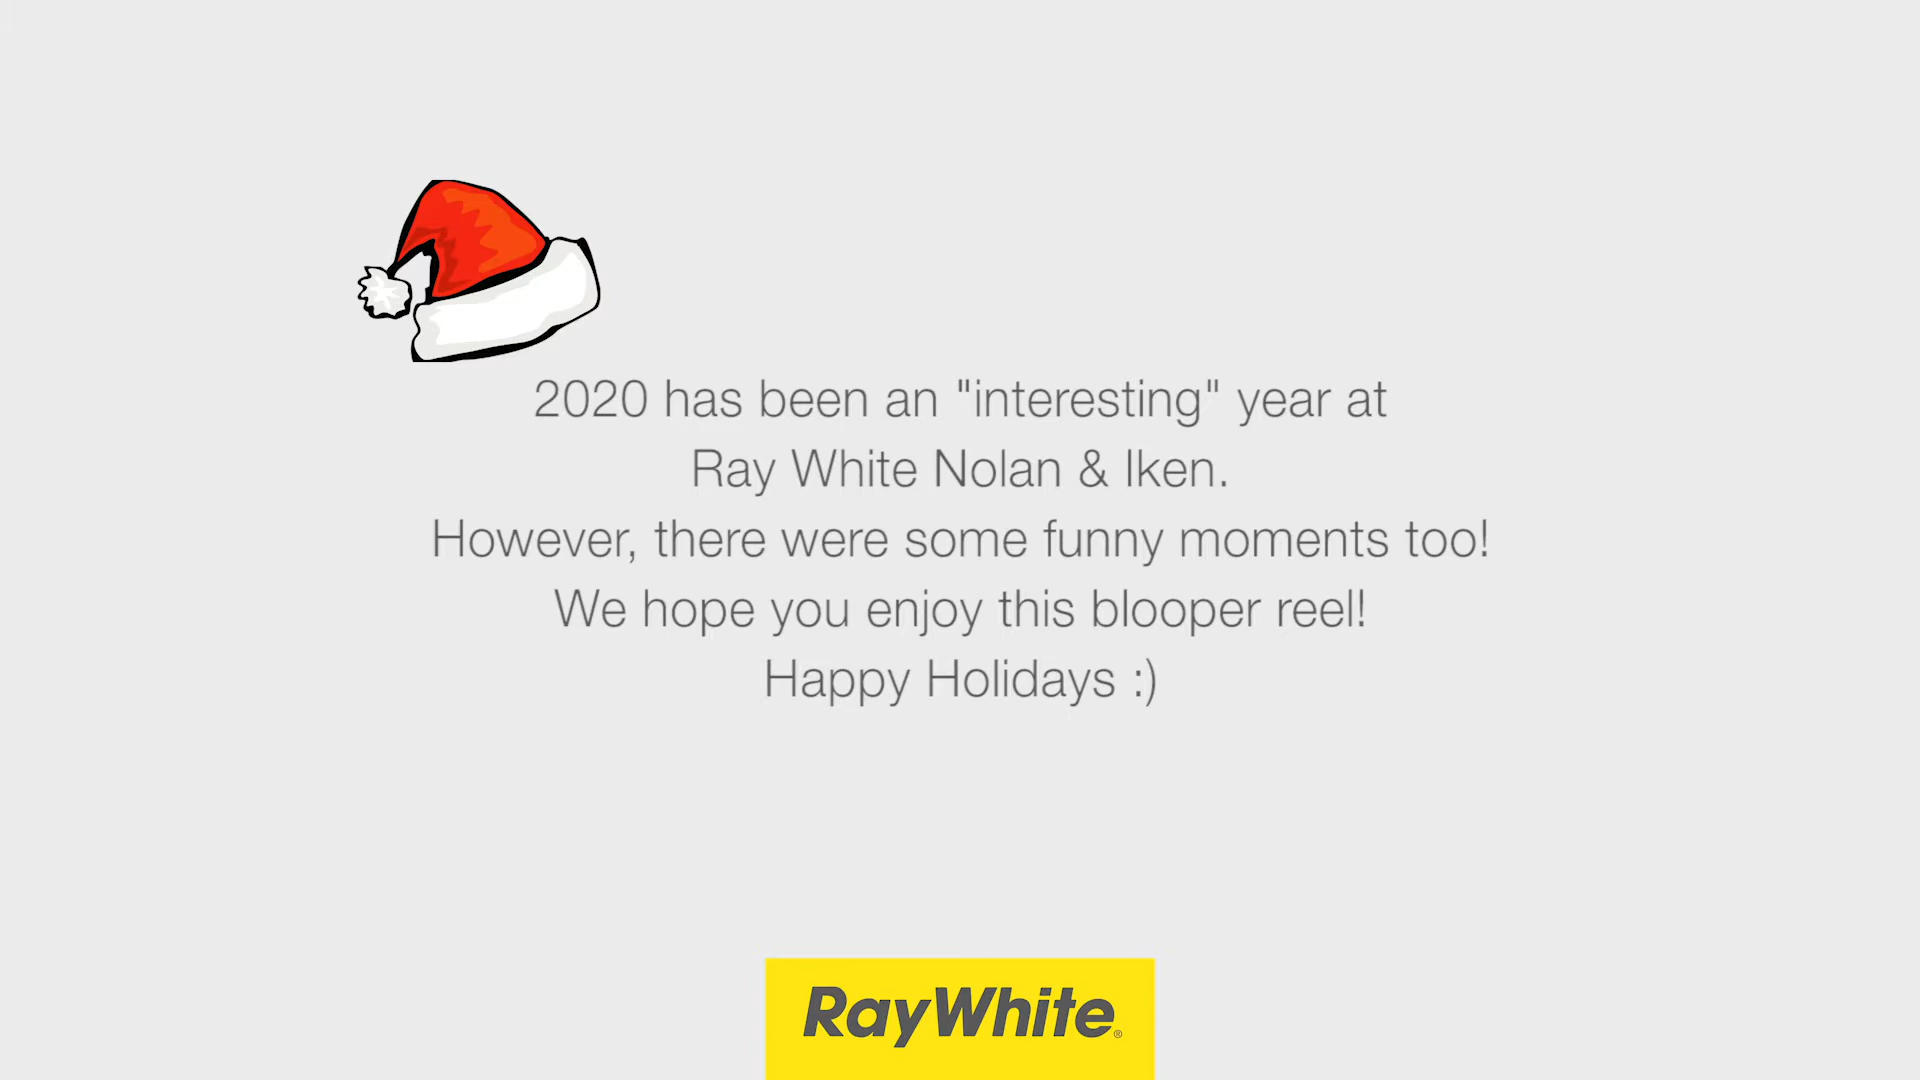 2020 has been an "interesting" year at
Ray White Nolan & Iken.
However, there were some funny moments too!
We hope you enjoy this blooper reel!
Happy Holidays :)
RayWhite®